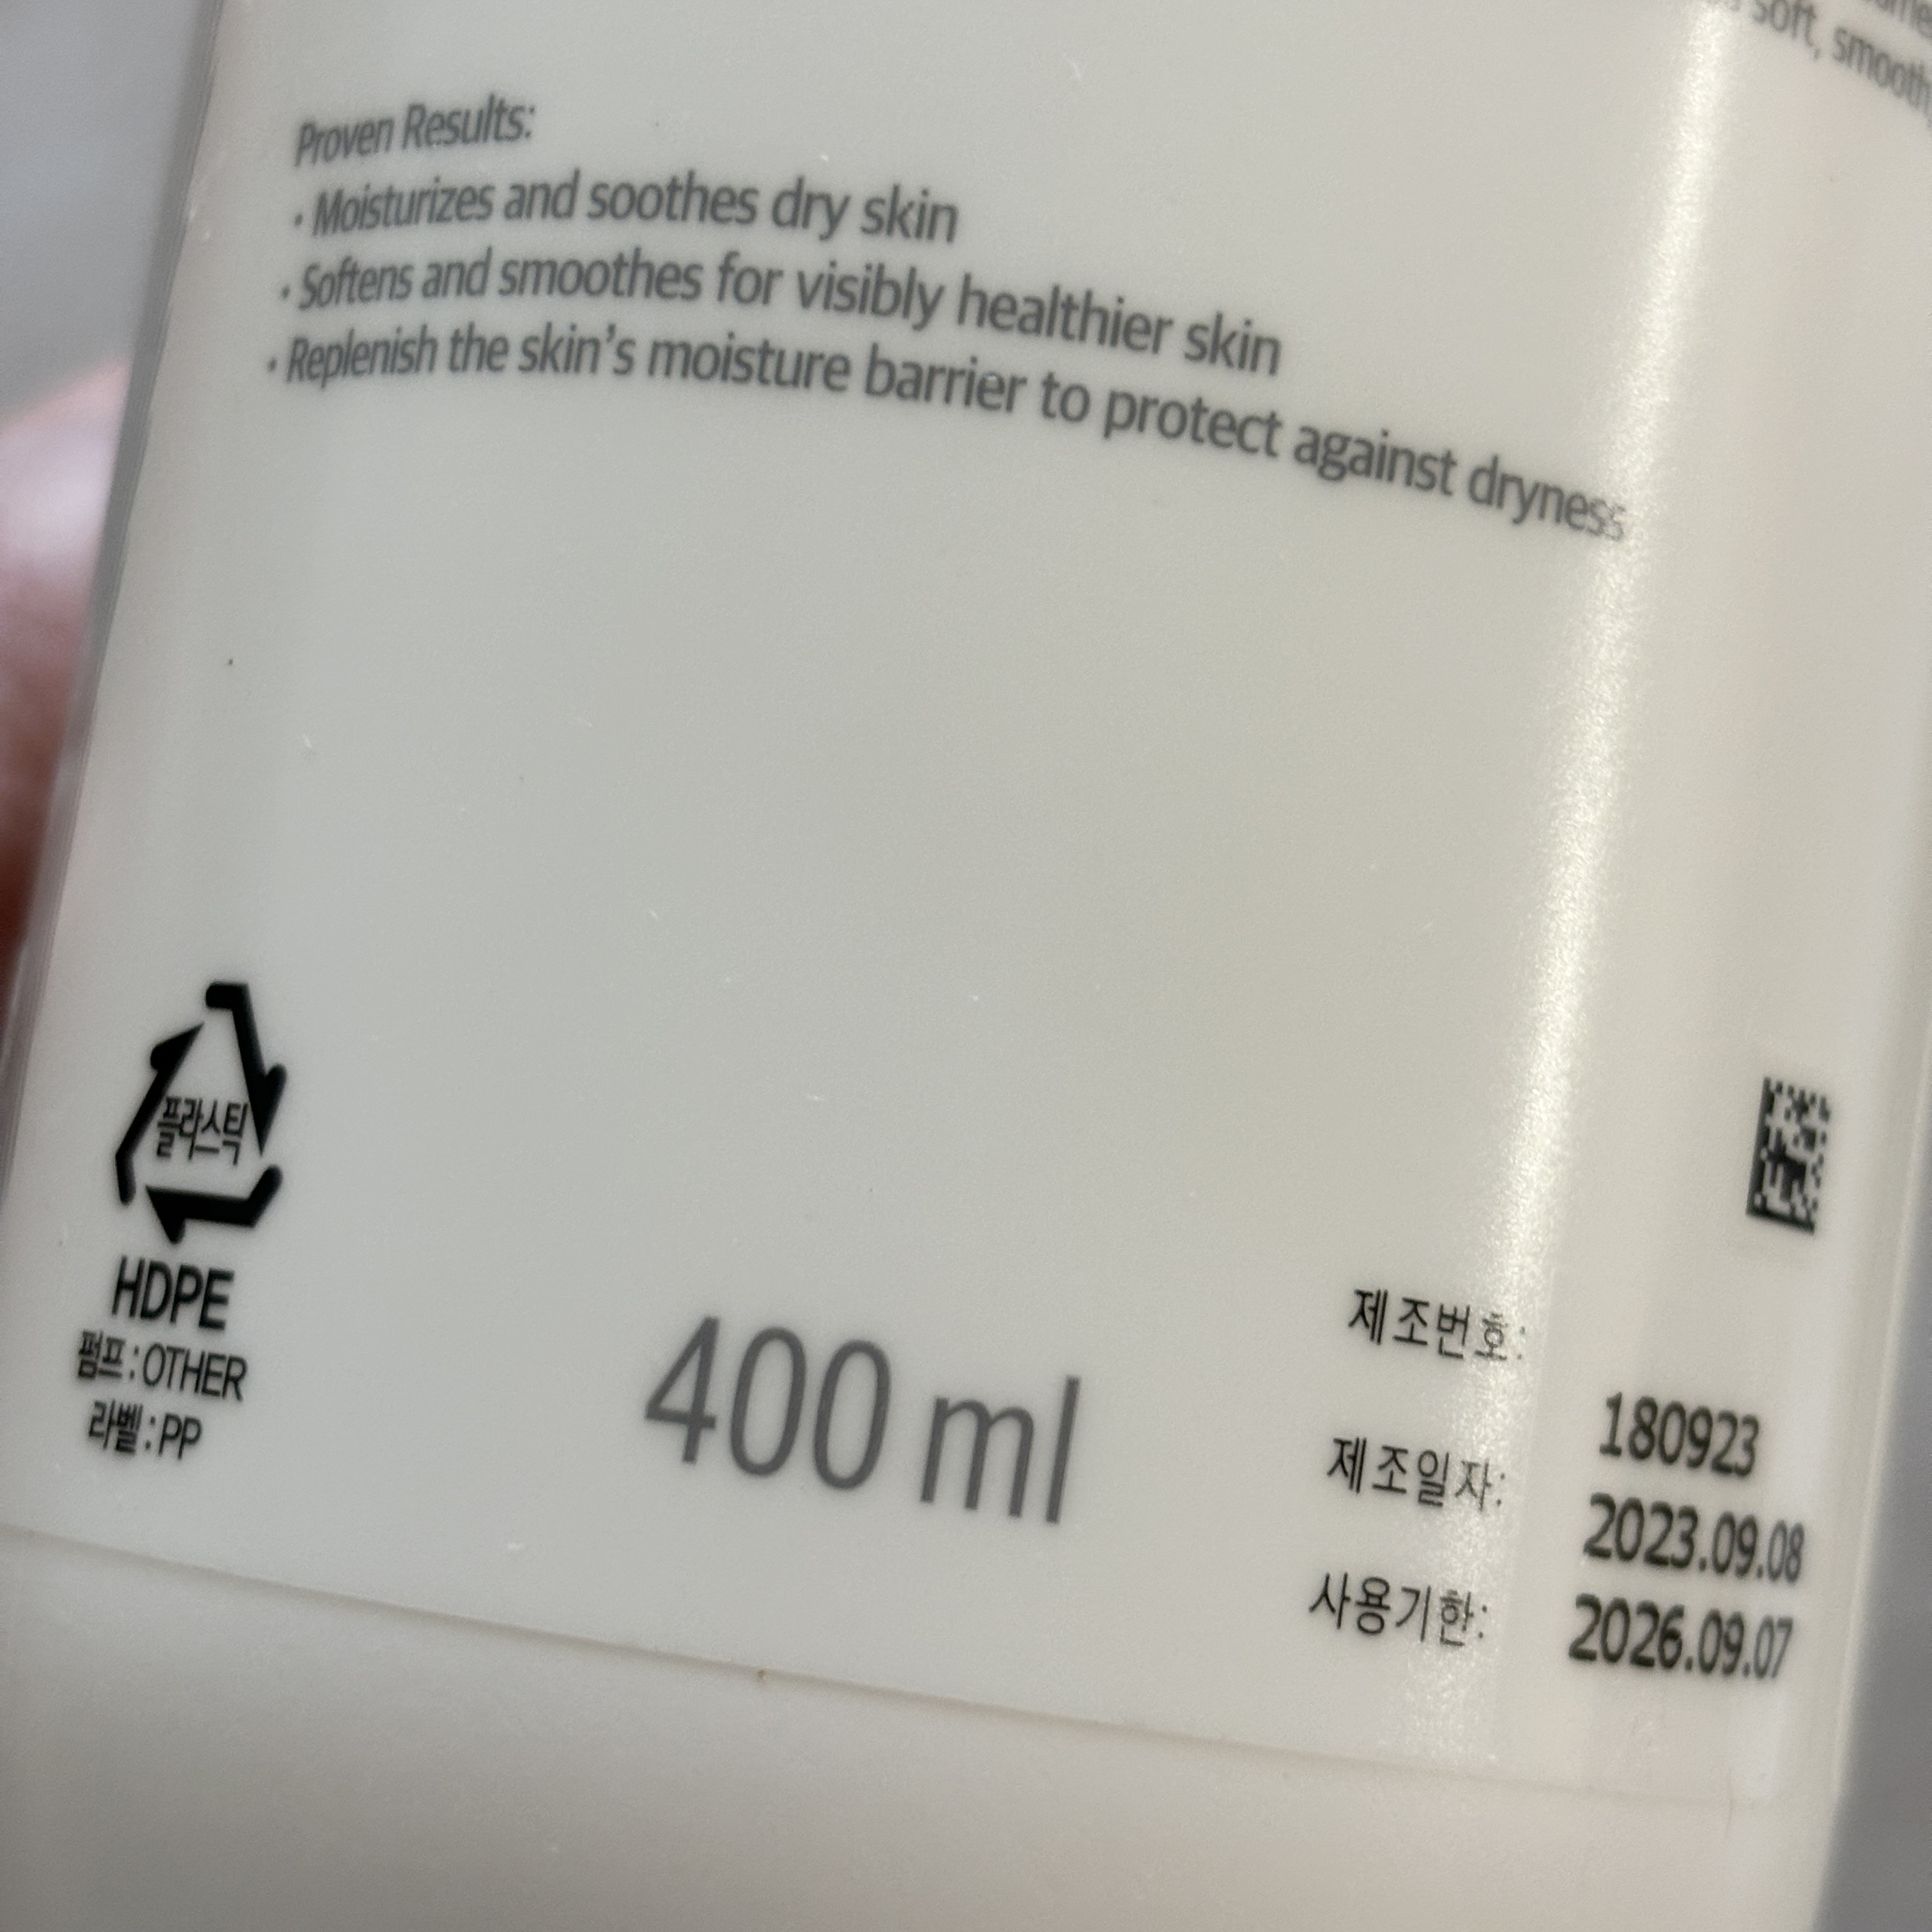 soft, smooth,
Proven Results:
· Moisturizes and soothes dry skin
· Softens and smoothes for visibly healthier skin
· Replenish the skin’s moisture barrier to protect against dryness
플라스틱
HDPE
펌프 : OTHER
라벨 : PP
400 ml
제조번호:
180923
제조일자:
2023.09.08
사용기한:
2026.09.07